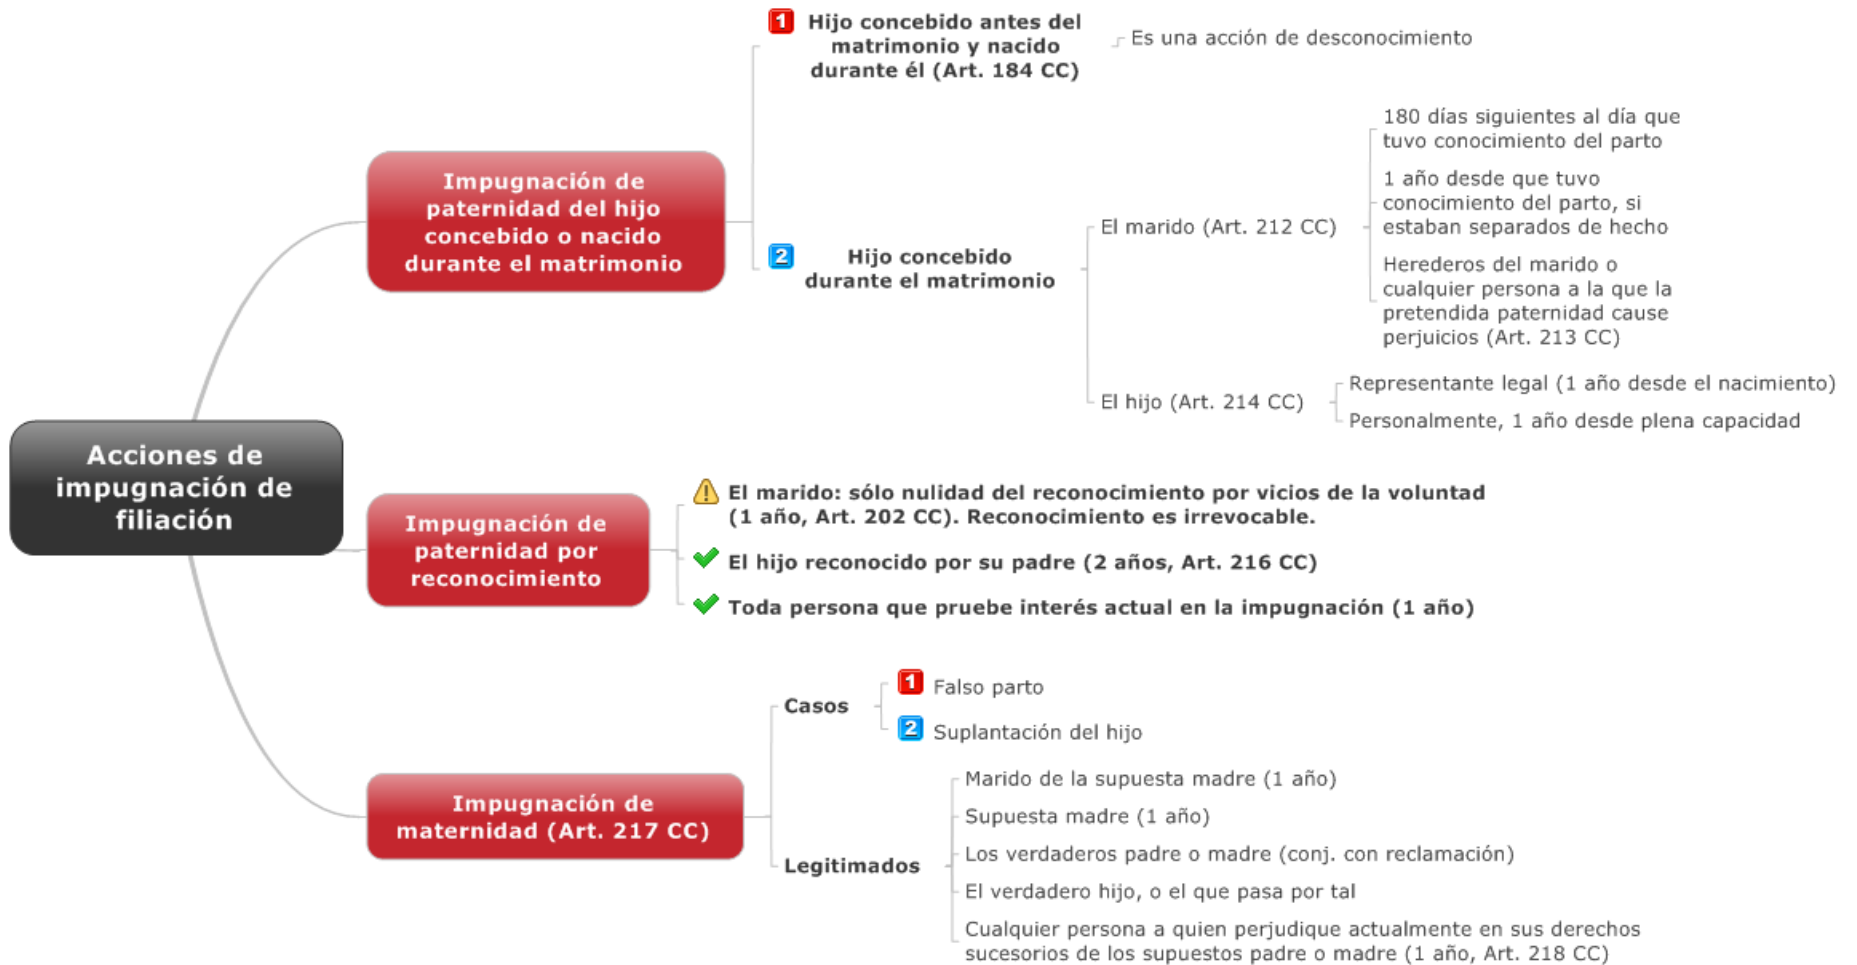 Acciones de
impugnación de
filiación
Impugnación de
paternidad del hijo
concebido o nacido
durante el matrimonio
1
Hijo concebido antes del
matrimonio y nacido
durante él (Art. 184 CC)
Es una acción de desconocimiento
2
Hijo concebido
durante el matrimonio
El marido (Art. 212 CC)
180 días siguientes al día que
tuvo conocimiento del parto
1 año desde que tuvo
conocimiento del parto, si
estaban separados de hecho
Herederos del marido o
cualquier persona a la que la
pretendida paternidad cause
perjuicios (Art. 213 CC)
El hijo (Art. 214 CC)
Representante legal (1 año desde el nacimiento)
Personalmente, 1 año desde plena capacidad
Impugnación de
paternidad por
reconocimiento
El marido: sólo nulidad del reconocimiento por vicios de la voluntad
(1 año, Art. 202 CC). Reconocimiento es irrevocable.
El hijo reconocido por su padre (2 años, Art. 216 CC)
Toda persona que pruebe interés actual en la impugnación (1 año)
Impugnación de
maternidad (Art. 217 CC)
Casos
1
Falso parto
2
Suplantación del hijo
Legitimados
Marido de la supuesta madre (1 año)
Supuesta madre (1 año)
Los verdaderos padre o madre (conj. con reclamación)
El verdadero hijo, o el que pasa por tal
Cualquier persona a quien perjudique actualmente en sus derechos
sucesorios de los supuestos padre o madre (1 año, Art. 218 CC)